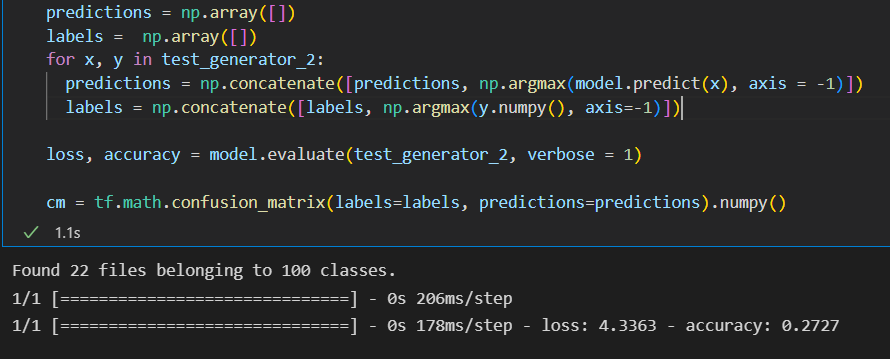 predictions = np.array([])
labels =  np.array([])
for x, y in test_generator_2:
  predictions = np.concatenate([predictions, np.argmax(model.predict(x), axis = -1)])
  labels = np.concatenate([labels, np.argmax(y.numpy(), axis=-1)])
loss, accuracy = model.evaluate(test_generator_2, verbose = 1)
cm = tf.math.confusion_matrix(labels=labels, predictions=predictions).numpy()
1.1s
Found 22 files belonging to 100 classes.
1/1 [==============================] - 0s 206ms/step
1/1 [==============================] - 0s 178ms/step - loss: 4.3363 - accuracy: 0.2727